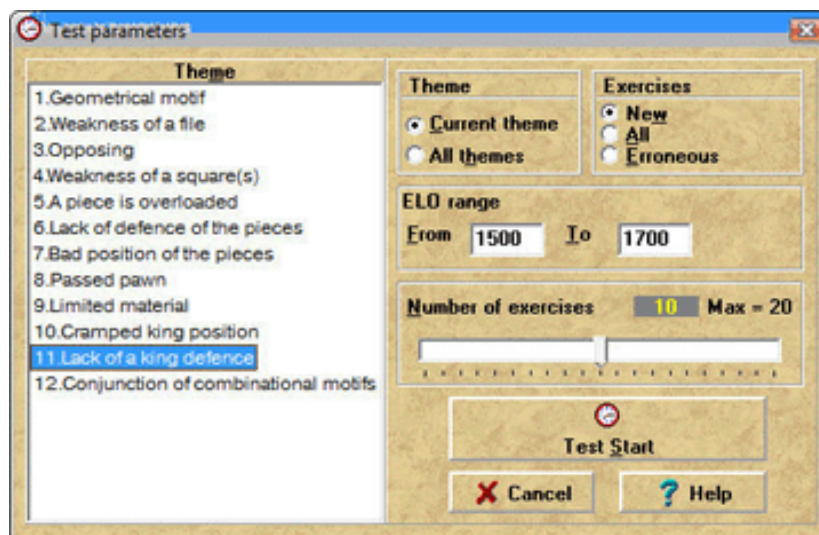 Test parameters
Theme
1.Geometrical motif
2.Weakness of a file
3.Opposing
4.Weakness of a square(s)
5.A piece is overloaded
6.Lack of defence of the pieces
7.Bad position of the pieces
8.Passed pawn
9.Limited material
10.Cramped king position
11.Lack of a king defence
12.Conjunction of combinational motifs
Theme
Current theme
All themes
Exercises
New
All
Erroneous
ELO range
From 1500 To 1700
Number of exercises 10 Max = 20
Test Start
Cancel
Help